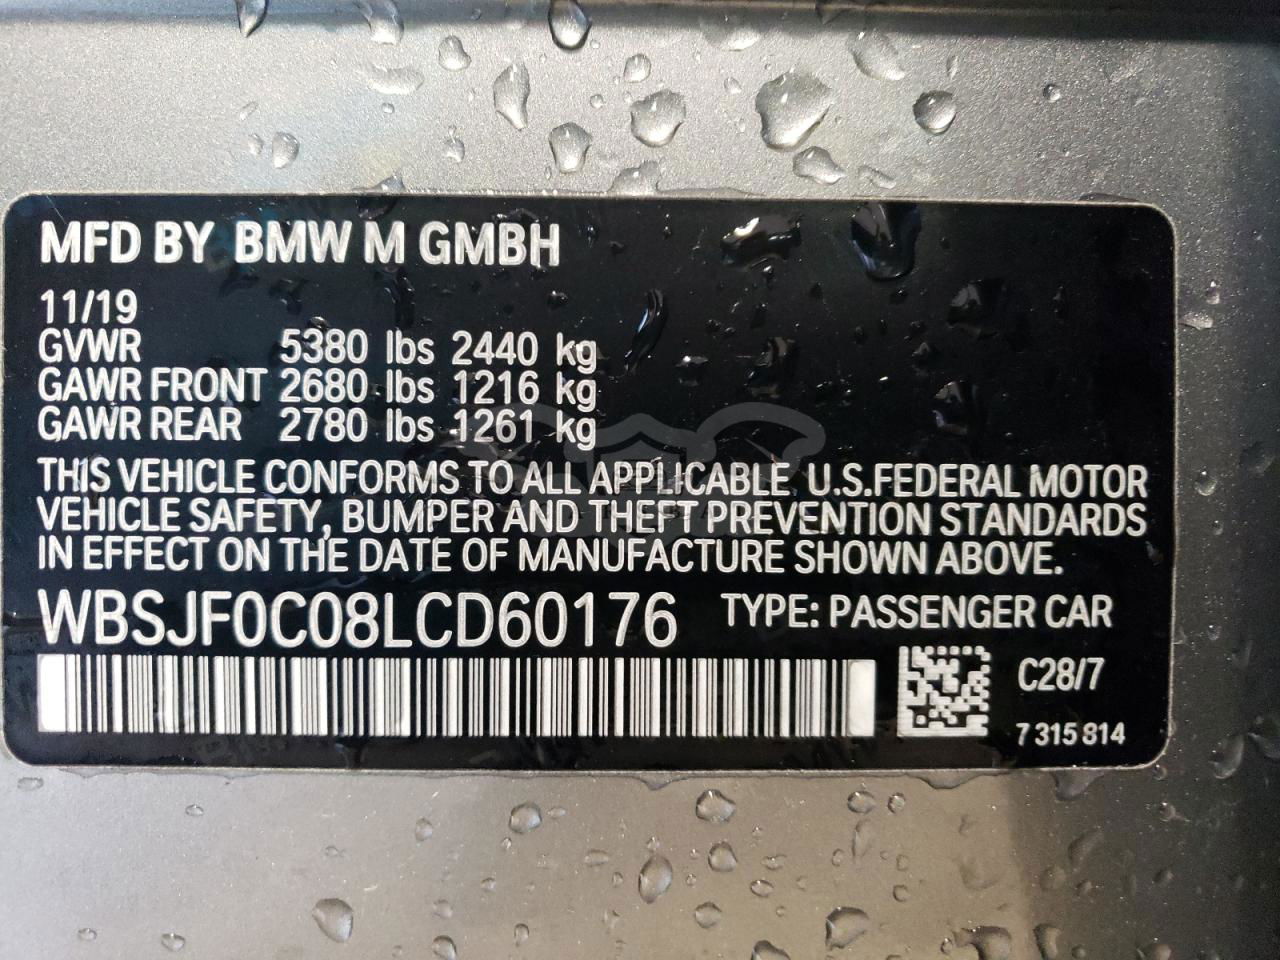 MFD BY BMW M GMBH
11/19
GVWR 5380 lbs 2440 kg
GAWR FRONT 2680 lbs 1216 kg
GAWR REAR 2780 lbs 1261 kg
THIS VEHICLE CONFORMS TO ALL APPLICABLE U.S.FEDERAL MOTOR
VEHICLE SAFETY, BUMPER AND THEFT PREVENTION STANDARDS
IN EFFECT ON THE DATE OF MANUFACTURE SHOWN ABOVE.
WBSJF0C08LCD60176 TYPE: PASSENGER CAR
C28/7
7 315 814